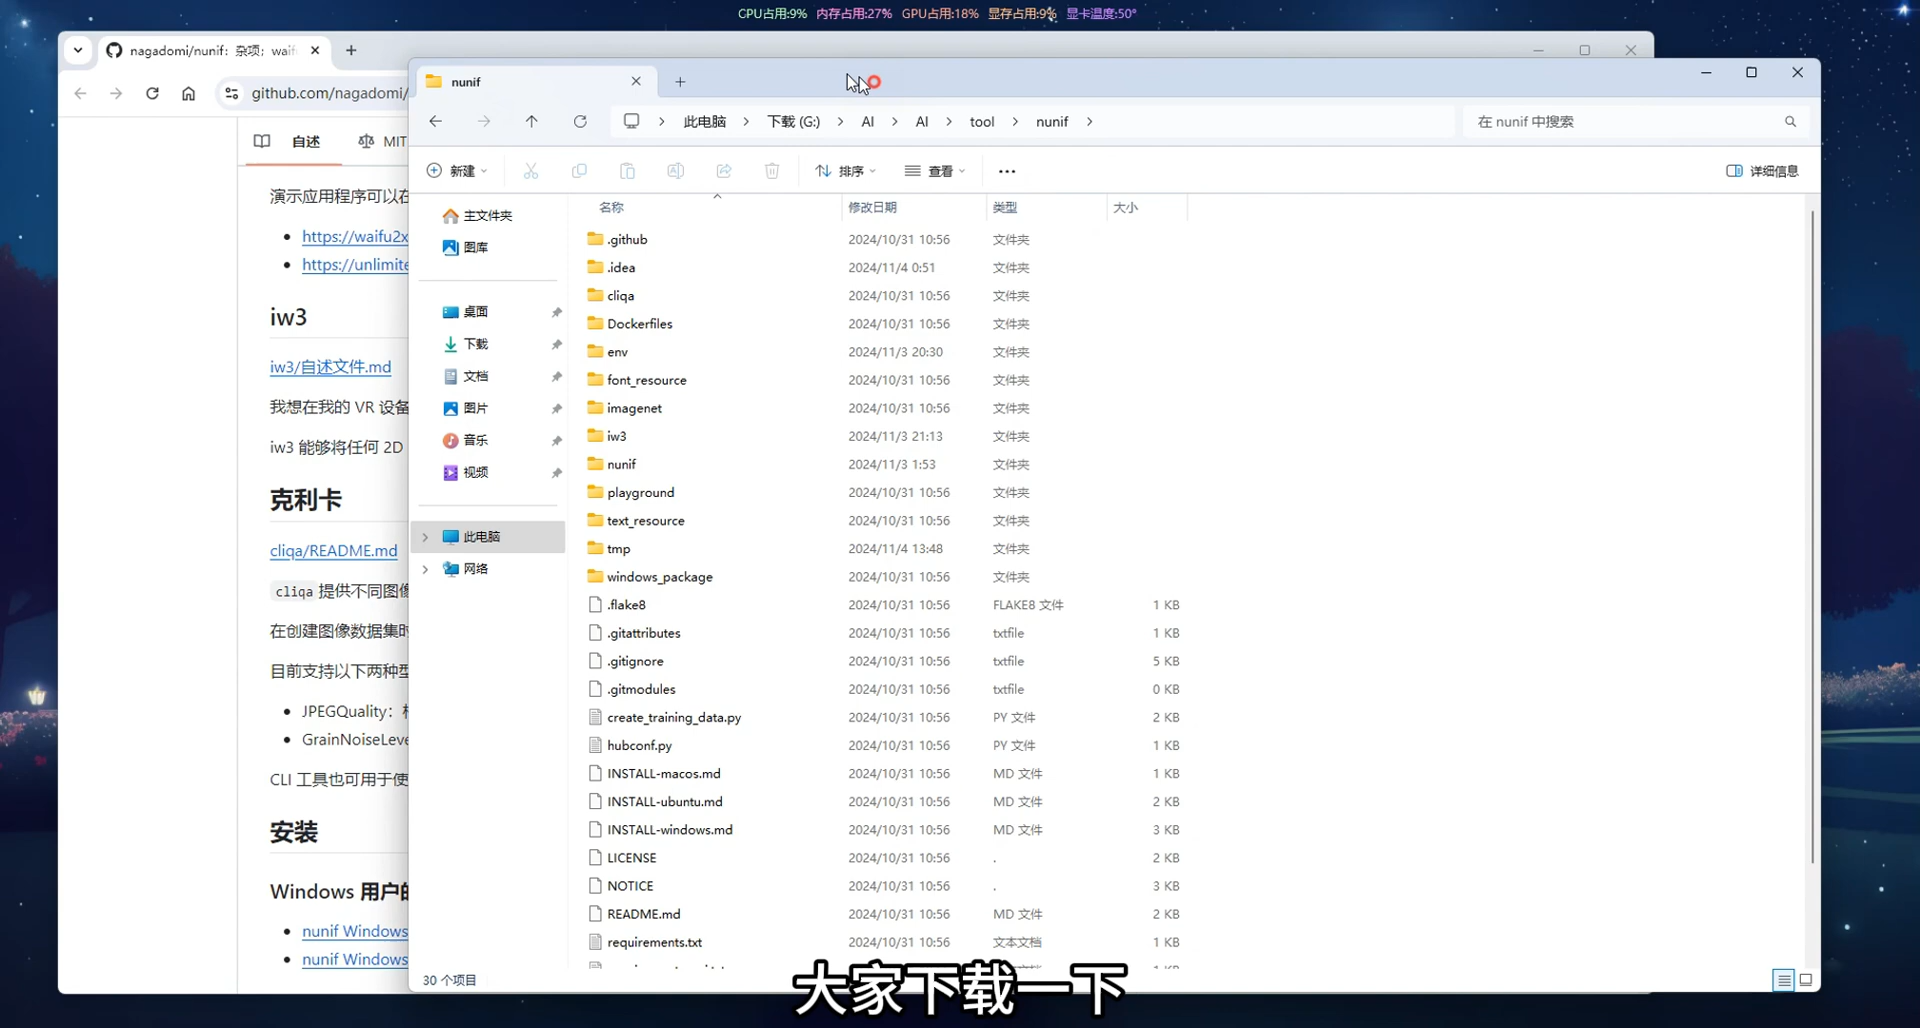 CPU占用:9% 内存占用:27% GPU占用:18% 显存占用:9% 显卡温度:50°
nagadomi/nunif: 杂项; waif
github.com/nagadomi/
自述
MIT
演示应用程序可以在
https://waifu2x
https://unlimite
iw3
iw3/自述文件.md
我想在我的 VR 设备
iw3 能够将任何 2D
克利卡
cliqa/README.md
cliqa 提供不同图像
在创建图像数据集时
目前支持以下两种型
JPEGQuality:
GrainNoiseLeve
CLI 工具也可用于使
安装
Windows 用户的
nunif Windows
nunif Windows
nunif
此电脑 > 下载 (G:) > AI > AI > tool > nunif >
在 nunif 中搜索
新建
排序
查看
详细信息
主文件夹
图库
桌面
下载
文档
图片
音乐
视频
此电脑
网络
名称 修改日期 类型 大小
.github 2024/10/31 10:56 文件夹
.idea 2024/11/4 0:51 文件夹
cliqa 2024/10/31 10:56 文件夹
Dockerfiles 2024/10/31 10:56 文件夹
env 2024/11/3 20:30 文件夹
font_resource 2024/10/31 10:56 文件夹
imagenet 2024/10/31 10:56 文件夹
iw3 2024/11/3 21:13 文件夹
nunif 2024/11/3 1:53 文件夹
playground 2024/10/31 10:56 文件夹
text_resource 2024/10/31 10:56 文件夹
tmp 2024/11/4 13:48 文件夹
windows_package 2024/10/31 10:56 文件夹
.flake8 2024/10/31 10:56 FLAKE8 文件 1 KB
.gitattributes 2024/10/31 10:56 txtfile 1 KB
.gitignore 2024/10/31 10:56 txtfile 5 KB
.gitmodules 2024/10/31 10:56 txtfile 0 KB
create_training_data.py 2024/10/31 10:56 PY 文件 2 KB
hubconf.py 2024/10/31 10:56 PY 文件 1 KB
INSTALL-macos.md 2024/10/31 10:56 MD 文件 1 KB
INSTALL-ubuntu.md 2024/10/31 10:56 MD 文件 2 KB
INSTALL-windows.md 2024/10/31 10:56 MD 文件 3 KB
LICENSE 2024/10/31 10:56 . 2 KB
NOTICE 2024/10/31 10:56 . 3 KB
README.md 2024/10/31 10:56 MD 文件 2 KB
requirements.txt 2024/10/31 10:56 文本文档 1 KB
30 个项目
大家下载一下